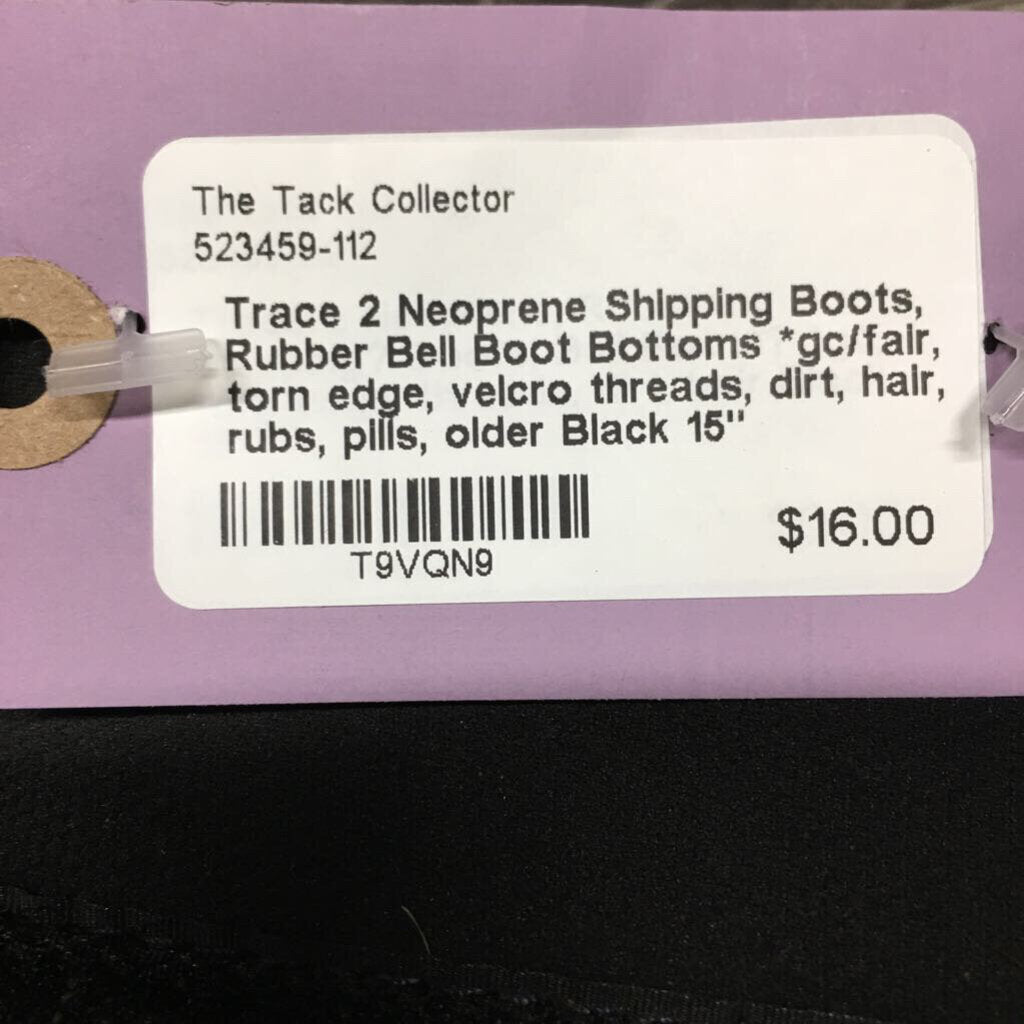 The Tack Collector
523459-112
Trace 2 Neoprene Shipping Boots,
Rubber Bell Boot Bottoms *gc/fair,
torn edge, velcro threads, dirt, hair,
rubs, pills, older Black 15"
T9VQN9
$16.00